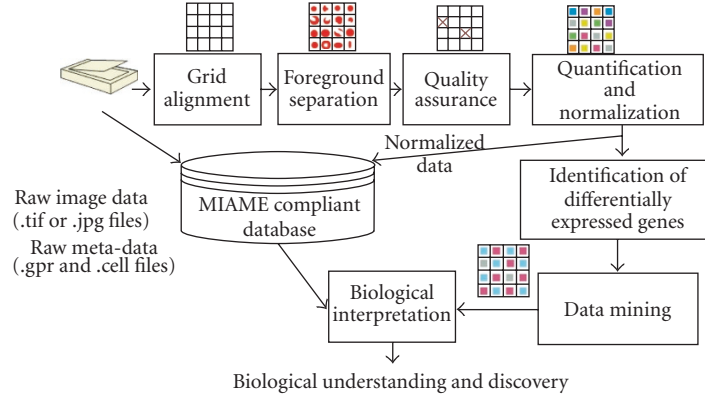 Grid
alignment
Foreground
separation
Quality
assurance
Quantification
and
normalization
Normalized
data
MIAME compliant
database
Identification of
differentially
expressed genes
Raw image data
(.tif or .jpg files)
Raw meta-data
(.gpr and .cell files)
Biological
interpretation
Data mining
Biological understanding and discovery